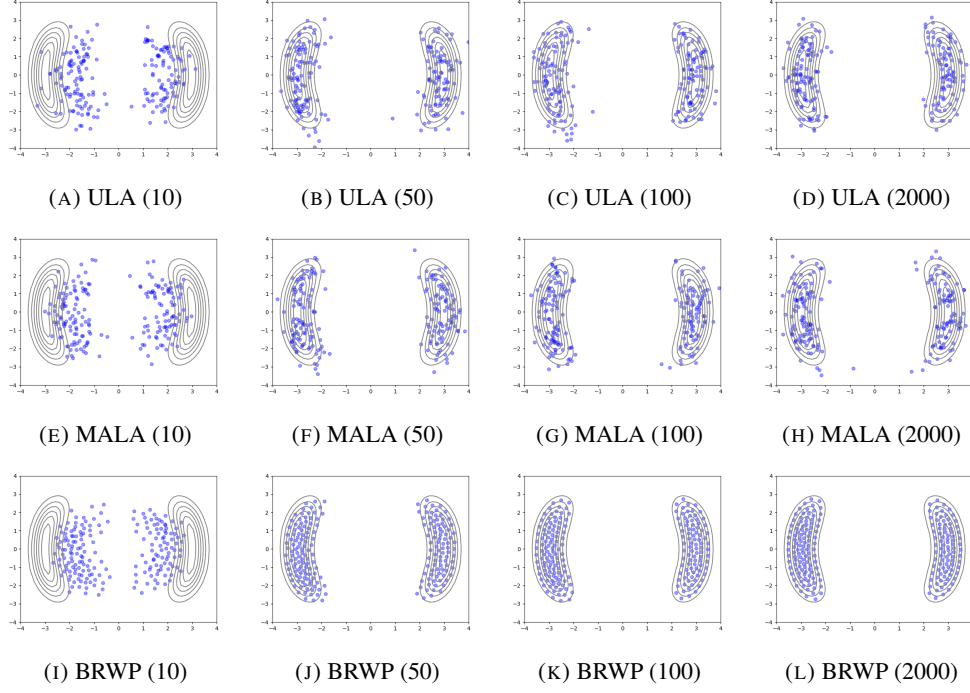 (A) ULA (10)
(B) ULA (50)
(C) ULA (100)
(D) ULA (2000)
(E) MALA (10)
(F) MALA (50)
(G) MALA (100)
(H) MALA (2000)
(I) BRWP (10)
(J) BRWP (50)
(K) BRWP (100)
(L) BRWP (2000)